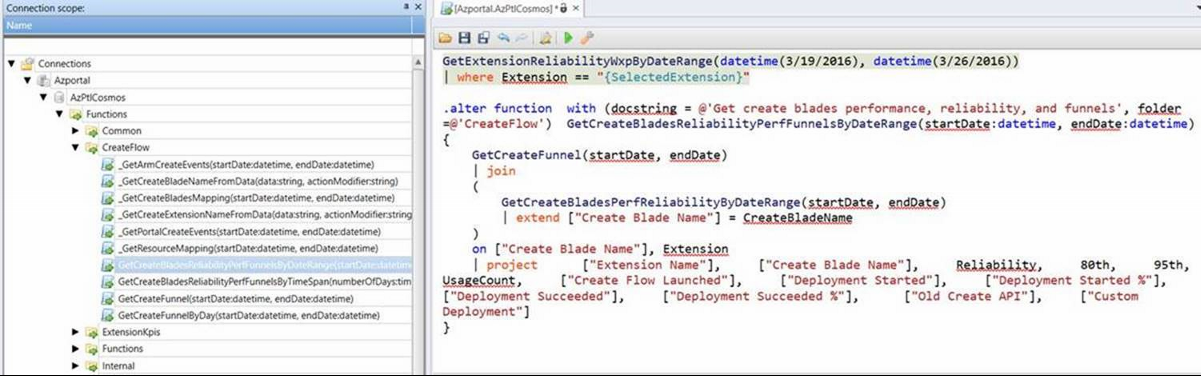 Connection scope:
Name
Connections
Azportal
AzPtlCosmos
Functions
Common
CreateFlow
_GetArmCreateEvents(startDate:datetime, endDate:datetime)
_GetCreateBladeNameFromData(data:string, actionModifier:string)
_GetCreateBladesMapping(startDate:datetime, endDate:datetime)
_GetCreateExtensionNameFromData(data:string, actionModifier:string
_GetPortalCreateEvents(startDate:datetime, endDate:datetime)
_GetResourceMapping(startDate:datetime, endDate:datetime)
GetCreateBladesReliabilityPerfFunnelsByDateRange(startDate:datetime
GetCreateBladesReliabilityPerfFunnelsByTimeSpan(numberOfDays:tim
GetCreateFunnel(startDate:datetime, endDate:datetime)
GetCreateFunnelByDay(startDate:datetime, endDate:datetime)
ExtensionKpis
Functions
Internal
[Azportal.AzPtlCosmos] *
GetExtensionReliabilityWxpByDateRange(datetime(3/19/2016), datetime(3/26/2016))
| where Extension == "{SelectedExtension}"
.alter function with (docstring = @'Get create blades performance, reliability, and funnels', folder
=@'CreateFlow') GetCreateBladesReliabilityPerfFunnelsByDateRange(startDate:datetime, endDate:datetime)
{
GetCreateFunnel(startDate, endDate)
| join
(
GetCreateBladesPerfReliabilityByDateRange(startDate, endDate)
| extend ["Create Blade Name"] = CreateBladeName
)
on ["Create Blade Name"], Extension
| project ["Extension Name"], ["Create Blade Name"], Reliability, 80th, 95th,
UsageCount, ["Create Flow Launched"], ["Deployment Started"], ["Deployment Started %"],
["Deployment Succeeded"], ["Deployment Succeeded %"], ["Old Create API"], ["Custom
Deployment"]
}